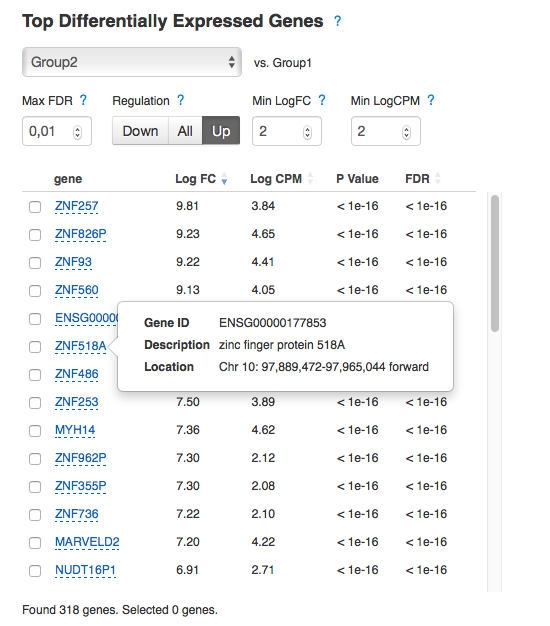 Top Differentially Expressed Genes ?
Group2 vs. Group1
Max FDR ? Regulation ? Min LogFC ? Min LogCPM ?
0,01 Down All Up 2 2
gene Log FC Log CPM P Value FDR
ZNF257 9.81 3.84 < 1e-16 < 1e-16
ZNF826P 9.23 4.65 < 1e-16 < 1e-16
ZNF93 9.22 4.41 < 1e-16 < 1e-16
ZNF560 9.13 4.05 < 1e-16 < 1e-16
Gene ID ENSG00000177853
Description zinc finger protein 518A
Location Chr 10: 97,889,472-97,965,044 forward
ZNF518A
ZNF486
ZNF253 7.50 3.89 < 1e-16 < 1e-16
MYH14 7.36 4.62 < 1e-16 < 1e-16
ZNF962P 7.30 2.12 < 1e-16 < 1e-16
ZNF355P 7.30 2.08 < 1e-16 < 1e-16
ZNF736 7.22 2.10 < 1e-16 < 1e-16
MARVELD2 7.20 4.22 < 1e-16 < 1e-16
NUDT16P1 6.91 2.71 < 1e-16 < 1e-16
Found 318 genes. Selected 0 genes.